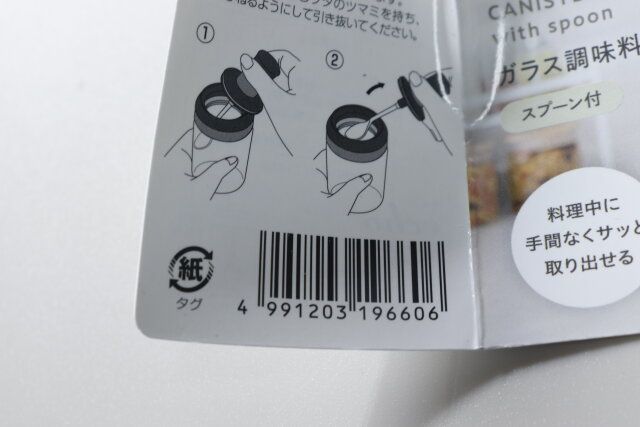 フタのツマミを持ち、
ようにして引き抜いてください。
①
②
紙
タグ
4 991203 196606
with spoon
ガラス調味料
スプーン付
料理中に
手間なくサッと
取り出せる